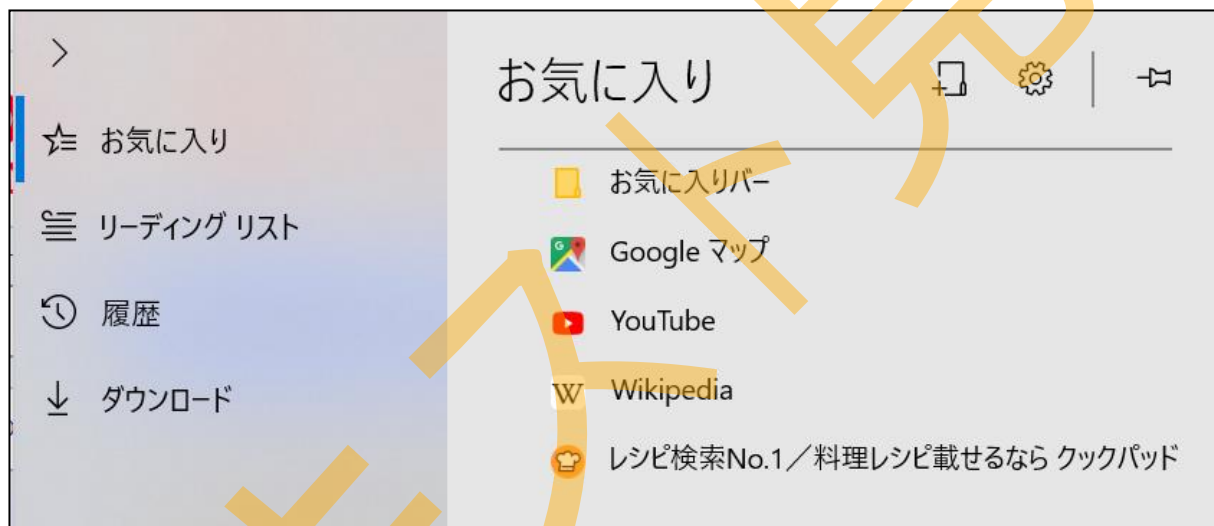 お気に入り
リーディング リスト
履歴
ダウンロード
お気に入り
お気に入りバー
Google マップ
YouTube
Wikipedia
レシピ検索No.1／料理レシピ載せるなら クックパッド